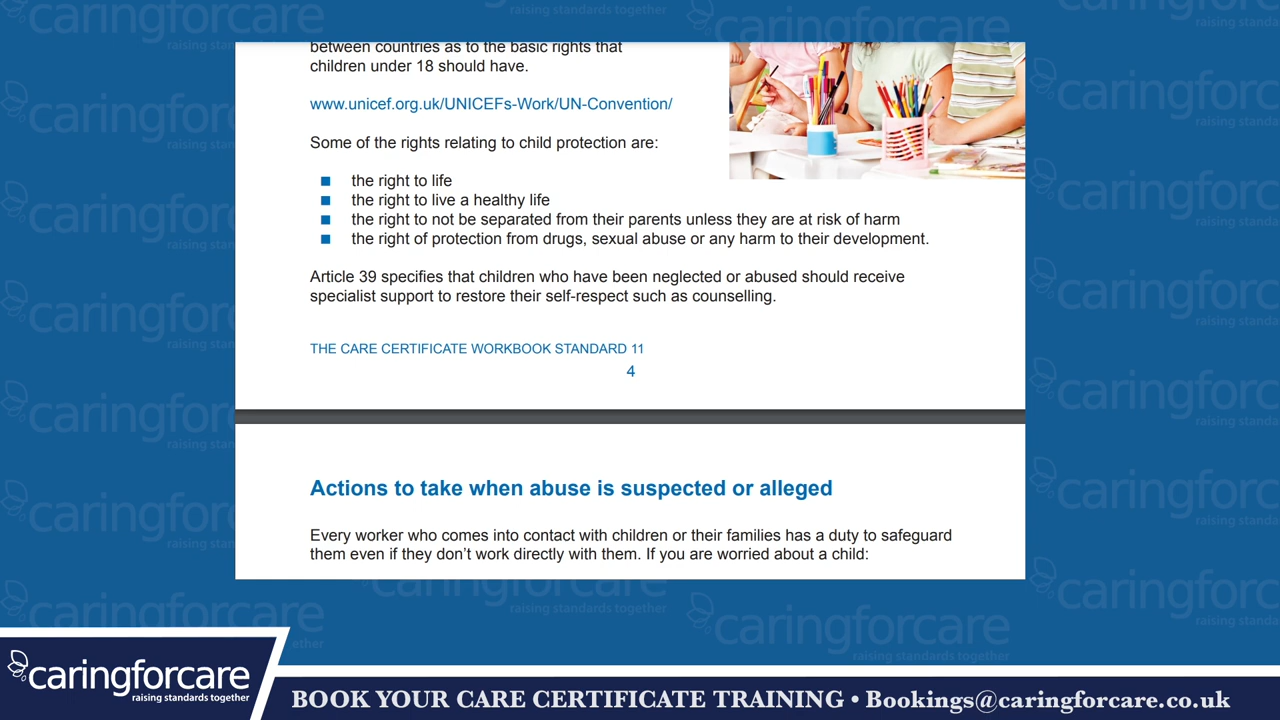 between countries as to the basic rights that
children under 18 should have.
www.unicef.org.uk/UNICEFs-Work/UN-Convention/
Some of the rights relating to child protection are:
the right to life
the right to live a healthy life
the right to not be separated from their parents unless they are at risk of harm
the right of protection from drugs, sexual abuse or any harm to their development.
Article 39 specifies that children who have been neglected or abused should receive
specialist support to restore their self-respect such as counselling.
THE CARE CERTIFICATE WORKBOOK STANDARD 11
4
Actions to take when abuse is suspected or alleged
Every worker who comes into contact with children or their families has a duty to safeguard
them even if they don’t work directly with them. If you are worried about a child:
caringforcare
raising standards together
BOOK YOUR CARE CERTIFICATE TRAINING • Bookings@caringforcare.co.uk